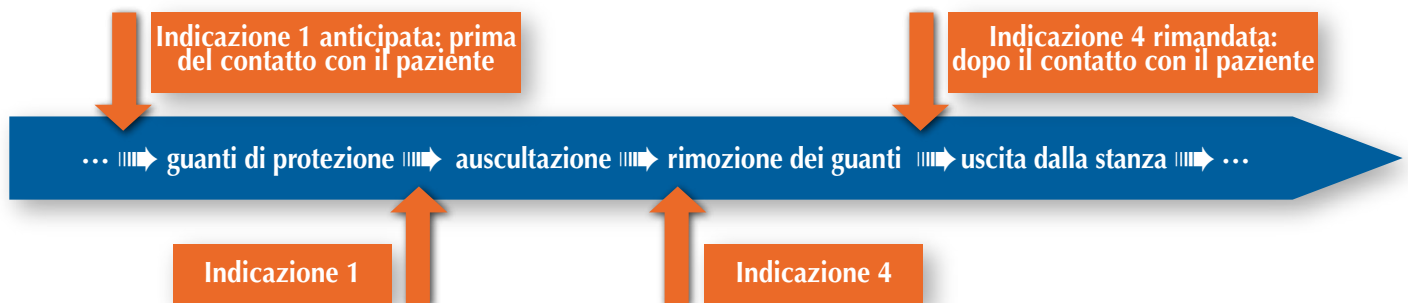 Indicazione 1 anticipata: prima
del contatto con il paziente
Indicazione 4 rimandata:
dopo il contatto con il paziente
... guanti di protezione auscultazione rimozione dei guanti uscita dalla stanza ...
Indicazione 1
Indicazione 4